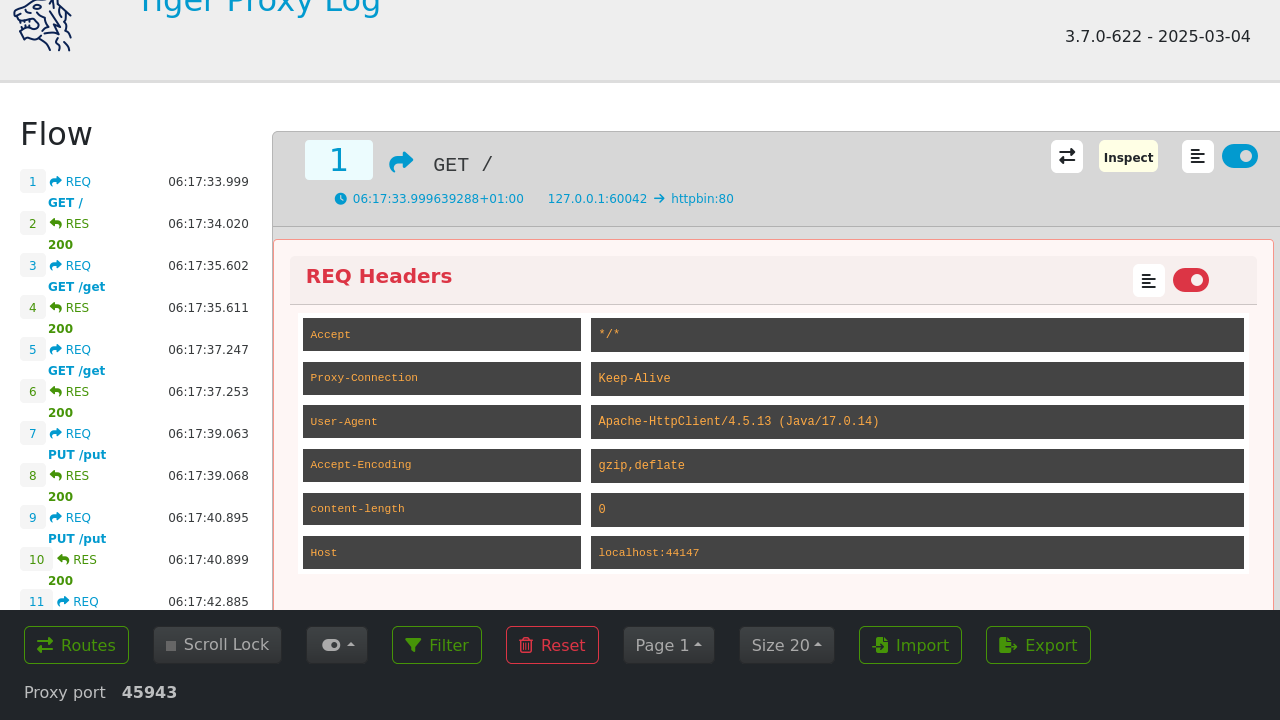 Tiger Proxy Log
3.7.0-622 - 2025-03-04
Flow
1 REQ 06:17:33.999
GET /
2 RES 06:17:34.020
200
3 REQ 06:17:35.602
GET /get
4 RES 06:17:35.611
200
5 REQ 06:17:37.247
GET /get
6 RES 06:17:37.253
200
7 REQ 06:17:39.063
PUT /put
8 RES 06:17:39.068
200
9 REQ 06:17:40.895
PUT /put
10 RES 06:17:40.899
200
11 REQ 06:17:42.885
1 GET / Inspect
06:17:33.999639288+01:00 127.0.0.1:60042 → httpbin:80
REQ Headers
Accept */*
Proxy-Connection Keep-Alive
User-Agent Apache-HttpClient/4.5.13 (Java/17.0.14)
Accept-Encoding gzip,deflate
content-length 0
Host localhost:44147
Routes Scroll Lock Filter Reset Page 1 Size 20 Import Export
Proxy port 45943